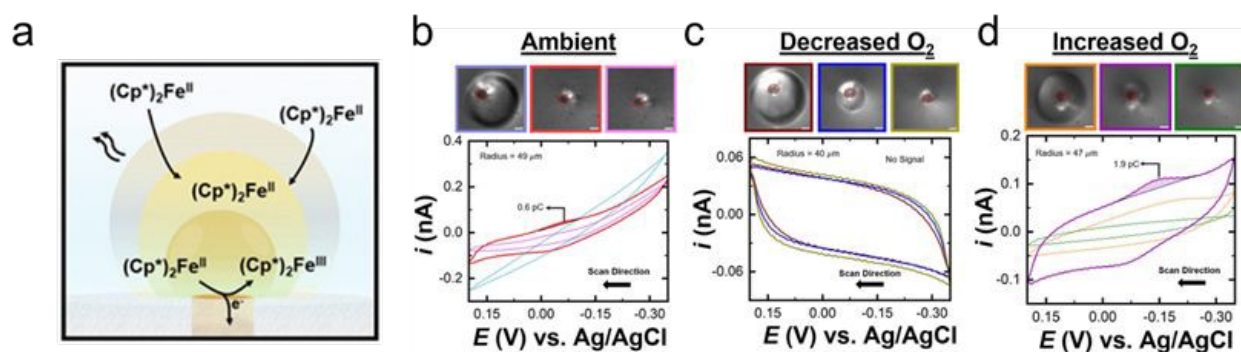 a
(Cp*)₂Feᴵᴵ
(Cp*)₂Feᴵᴵ
(Cp*)₂Feᴵᴵ
(Cp*)₂Feᴵᴵ
(Cp*)₂Feᴵᴵᴵ
e⁻
b
Ambient
Radius = 49 μm
0.6 pC
Scan Direction
0.4
0.2
0.0
-0.2
i (nA)
0.15 0.00 -0.15 -0.30
E (V) vs. Ag/AgCl
c
Decreased O₂
Radius = 40 μm
No Signal
Scan Direction
0.06
0.00
-0.06
i (nA)
0.15 0.00 -0.15 -0.30
E (V) vs. Ag/AgCl
d
Increased O₂
Radius = 47 μm
1.9 pC
Scan Direction
0.2
0.1
0.0
-0.1
i (nA)
0.15 0.00 -0.15 -0.30
E (V) vs. Ag/AgCl